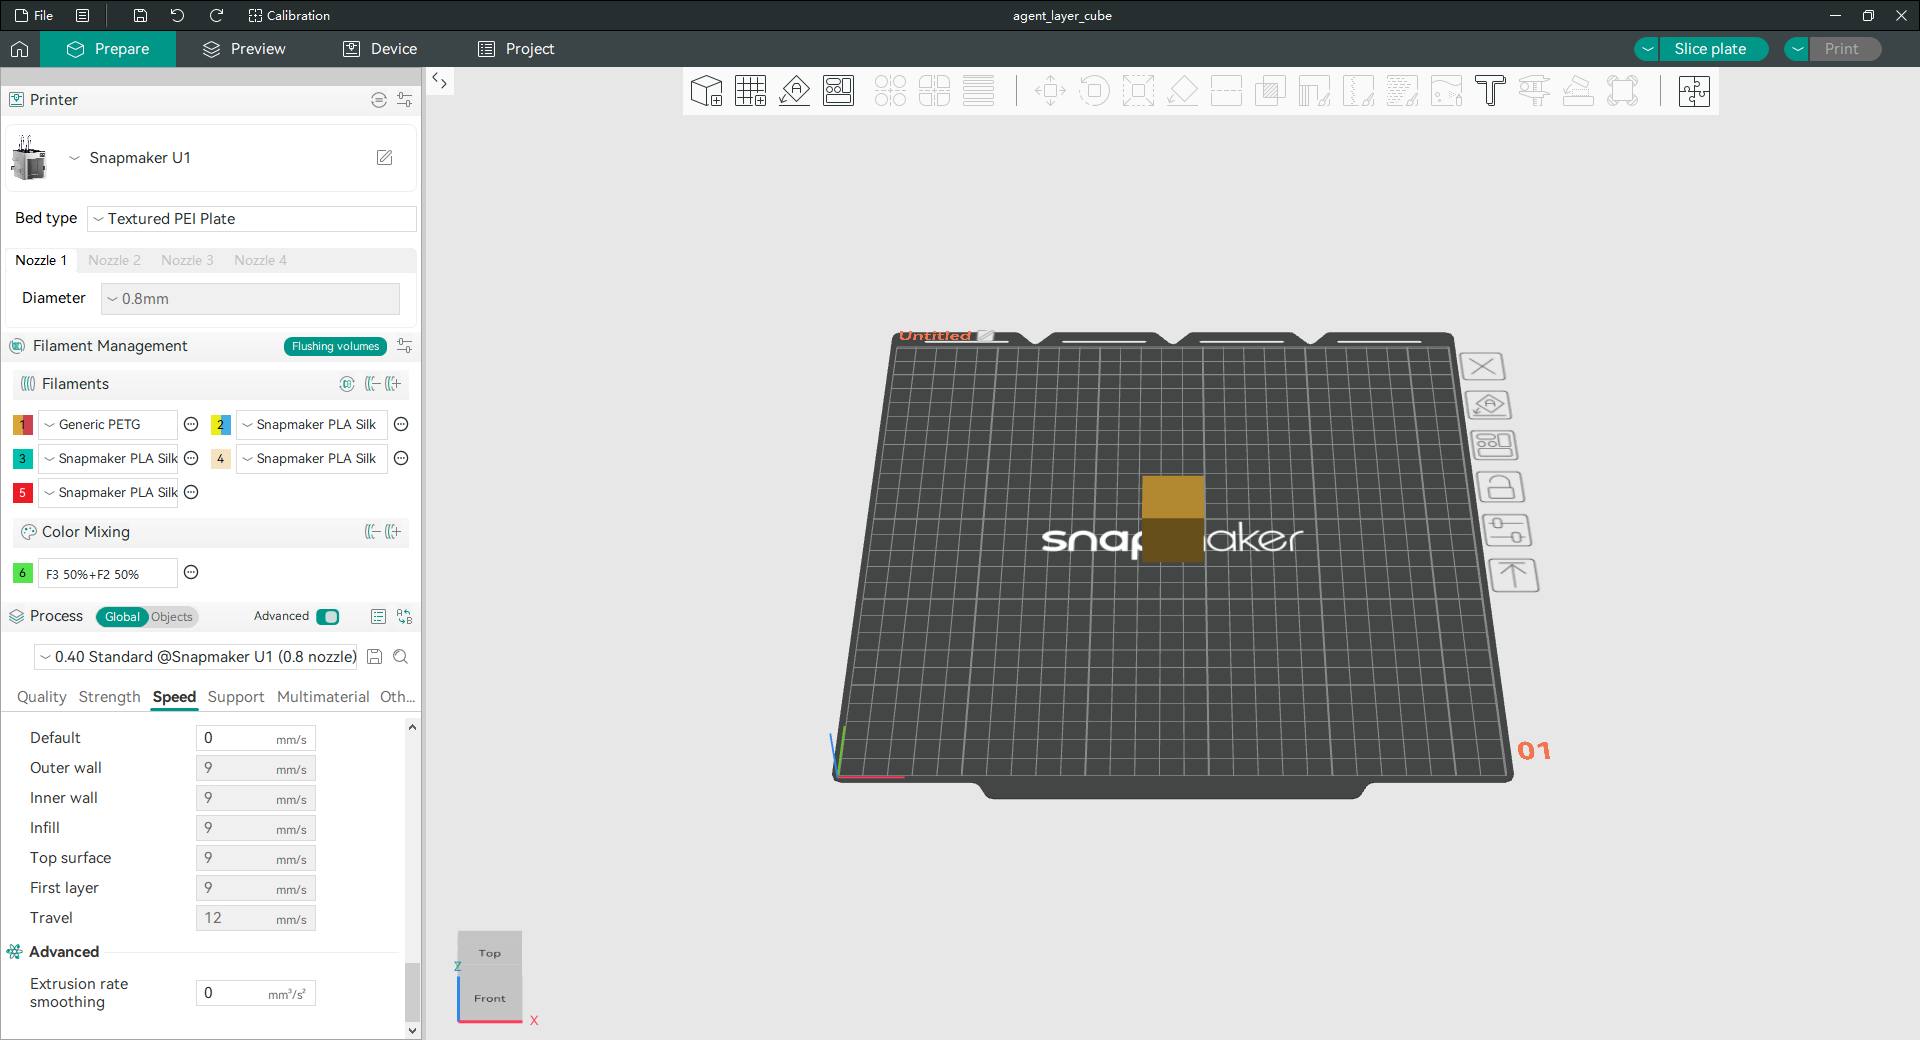 File
Calibration
agent_layer_cube
Prepare
Preview
Device
Project
Slice plate
Print
Printer
Snapmaker U1
Bed type
Textured PEI Plate
Nozzle 1
Nozzle 2
Nozzle 3
Nozzle 4
Diameter
0.8mm
Filament Management
Flushing volumes
Filaments
1
Generic PETG
2
Snapmaker PLA Silk
3
Snapmaker PLA Silk
4
Snapmaker PLA Silk
5
Snapmaker PLA Silk
Color Mixing
6
F3 50%+F2 50%
Process
Global
Objects
Advanced
0.40 Standard @Snapmaker U1 (0.8 nozzle)
Quality
Strength
Speed
Support
Multimaterial
Oth...
Default
0 mm/s
Outer wall
9 mm/s
Inner wall
9 mm/s
Infill
9 mm/s
Top surface
9 mm/s
First layer
9 mm/s
Travel
12 mm/s
Advanced
Extrusion rate
smoothing
0 mm³/s²
Untitled
01
Top
Front
Z
X